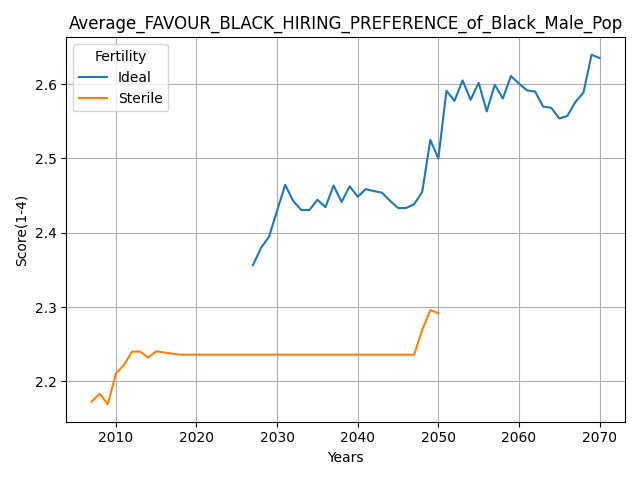 Average_FAVOUR_BLACK_HIRING_PREFERENCE_of_Black_Male_Pop
Fertility
Ideal
Sterile
Score(1-4)
2.6
2.5
2.4
2.3
2.2
2010 2020 2030 2040 2050 2060 2070
Years